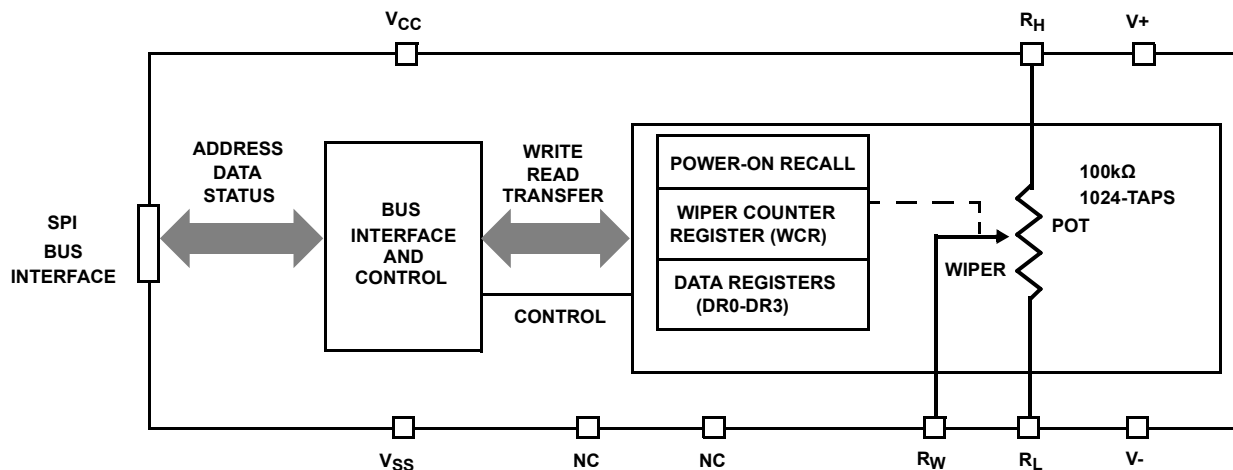 VCC
RH
V+
ADDRESS
DATA
STATUS
WRITE
READ
TRANSFER
POWER-ON RECALL
100kΩ
1024-TAPS
POT
SPI
BUS
INTERFACE
BUS
INTERFACE
AND
CONTROL
WIPER COUNTER
REGISTER (WCR)
WIPER
DATA REGISTERS
(DR0-DR3)
CONTROL
VSS
NC
NC
RW
RL
V-